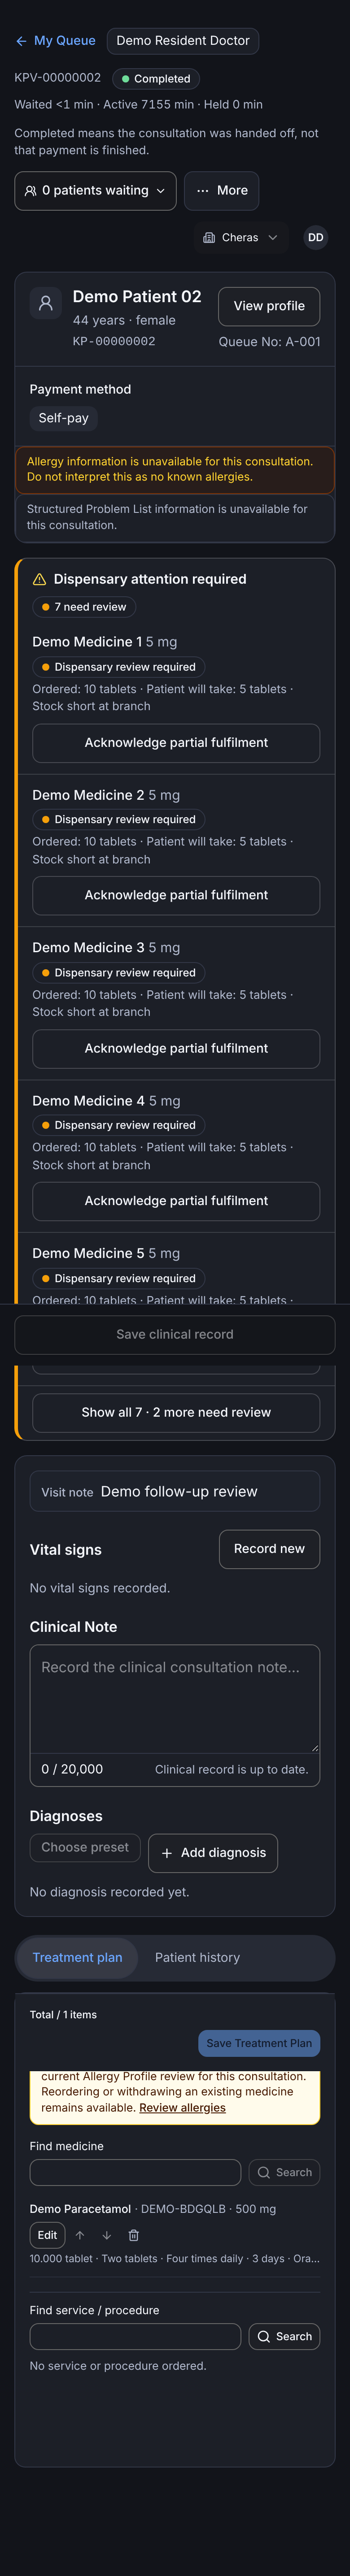 My Queue
Demo Resident Doctor
KPV-00000002
Completed
Waited <1 min · Active 7155 min · Held 0 min
Completed means the consultation was handed off, not
that payment is finished.
0 patients waiting
More
Cheras
DD
Demo Patient 02
44 years · female
KP-00000002
View profile
Queue No: A-001
Payment method
Self-pay
Allergy information is unavailable for this consultation.
Do not interpret this as no known allergies.
Structured Problem List information is unavailable for
this consultation.
Dispensary attention required
7 need review
Demo Medicine 1 5 mg
Dispensary review required
Ordered: 10 tablets · Patient will take: 5 tablets ·
Stock short at branch
Acknowledge partial fulfilment
Demo Medicine 2 5 mg
Dispensary review required
Ordered: 10 tablets · Patient will take: 5 tablets ·
Stock short at branch
Acknowledge partial fulfilment
Demo Medicine 3 5 mg
Dispensary review required
Ordered: 10 tablets · Patient will take: 5 tablets ·
Stock short at branch
Acknowledge partial fulfilment
Demo Medicine 4 5 mg
Dispensary review required
Ordered: 10 tablets · Patient will take: 5 tablets ·
Stock short at branch
Acknowledge partial fulfilment
Demo Medicine 5 5 mg
Dispensary review required
Ordered: 10 tablets · Patient will take: 5 tablets ·
Save clinical record
Show all 7 · 2 more need review
Visit note Demo follow-up review
Vital signs
Record new
No vital signs recorded.
Clinical Note
Record the clinical consultation note...
0 / 20,000
Clinical record is up to date.
Diagnoses
Choose preset
Add diagnosis
No diagnosis recorded yet.
Treatment plan
Patient history
Total / 1 items
Save Treatment Plan
current Allergy Profile review for this consultation.
Reordering or withdrawing an existing medicine
remains available. Review allergies
Find medicine
Search
Demo Paracetamol · DEMO-BDGQLB · 500 mg
Edit
10.000 tablet · Two tablets · Four times daily · 3 days · Ora...
Find service / procedure
Search
No service or procedure ordered.